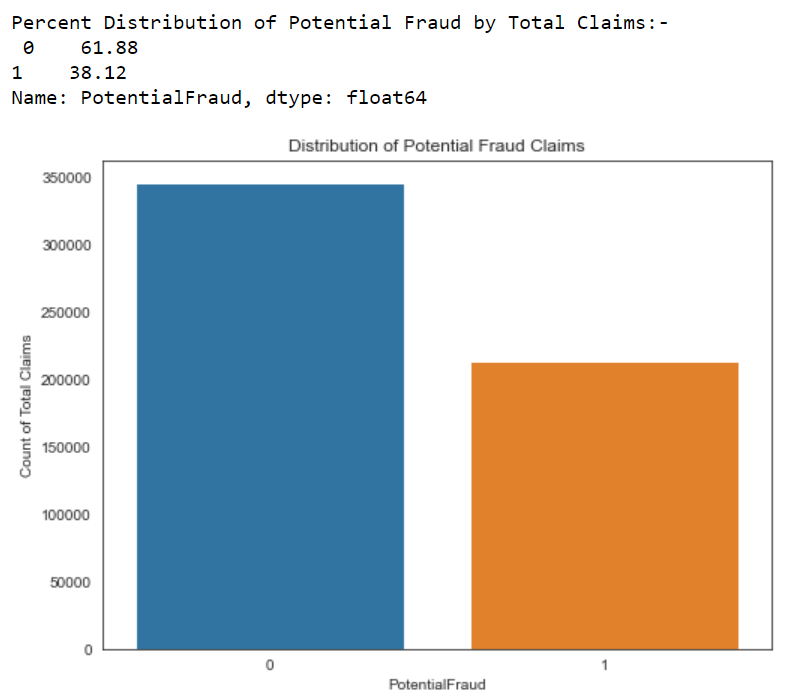 Percent Distribution of Potential Fraud by Total Claims:-
0    61.88
1    38.12
Name: PotentialFraud, dtype: float64
Distribution of Potential Fraud Claims
Count of Total Claims
350000
300000
250000
200000
150000
100000
50000
0
0 1
PotentialFraud